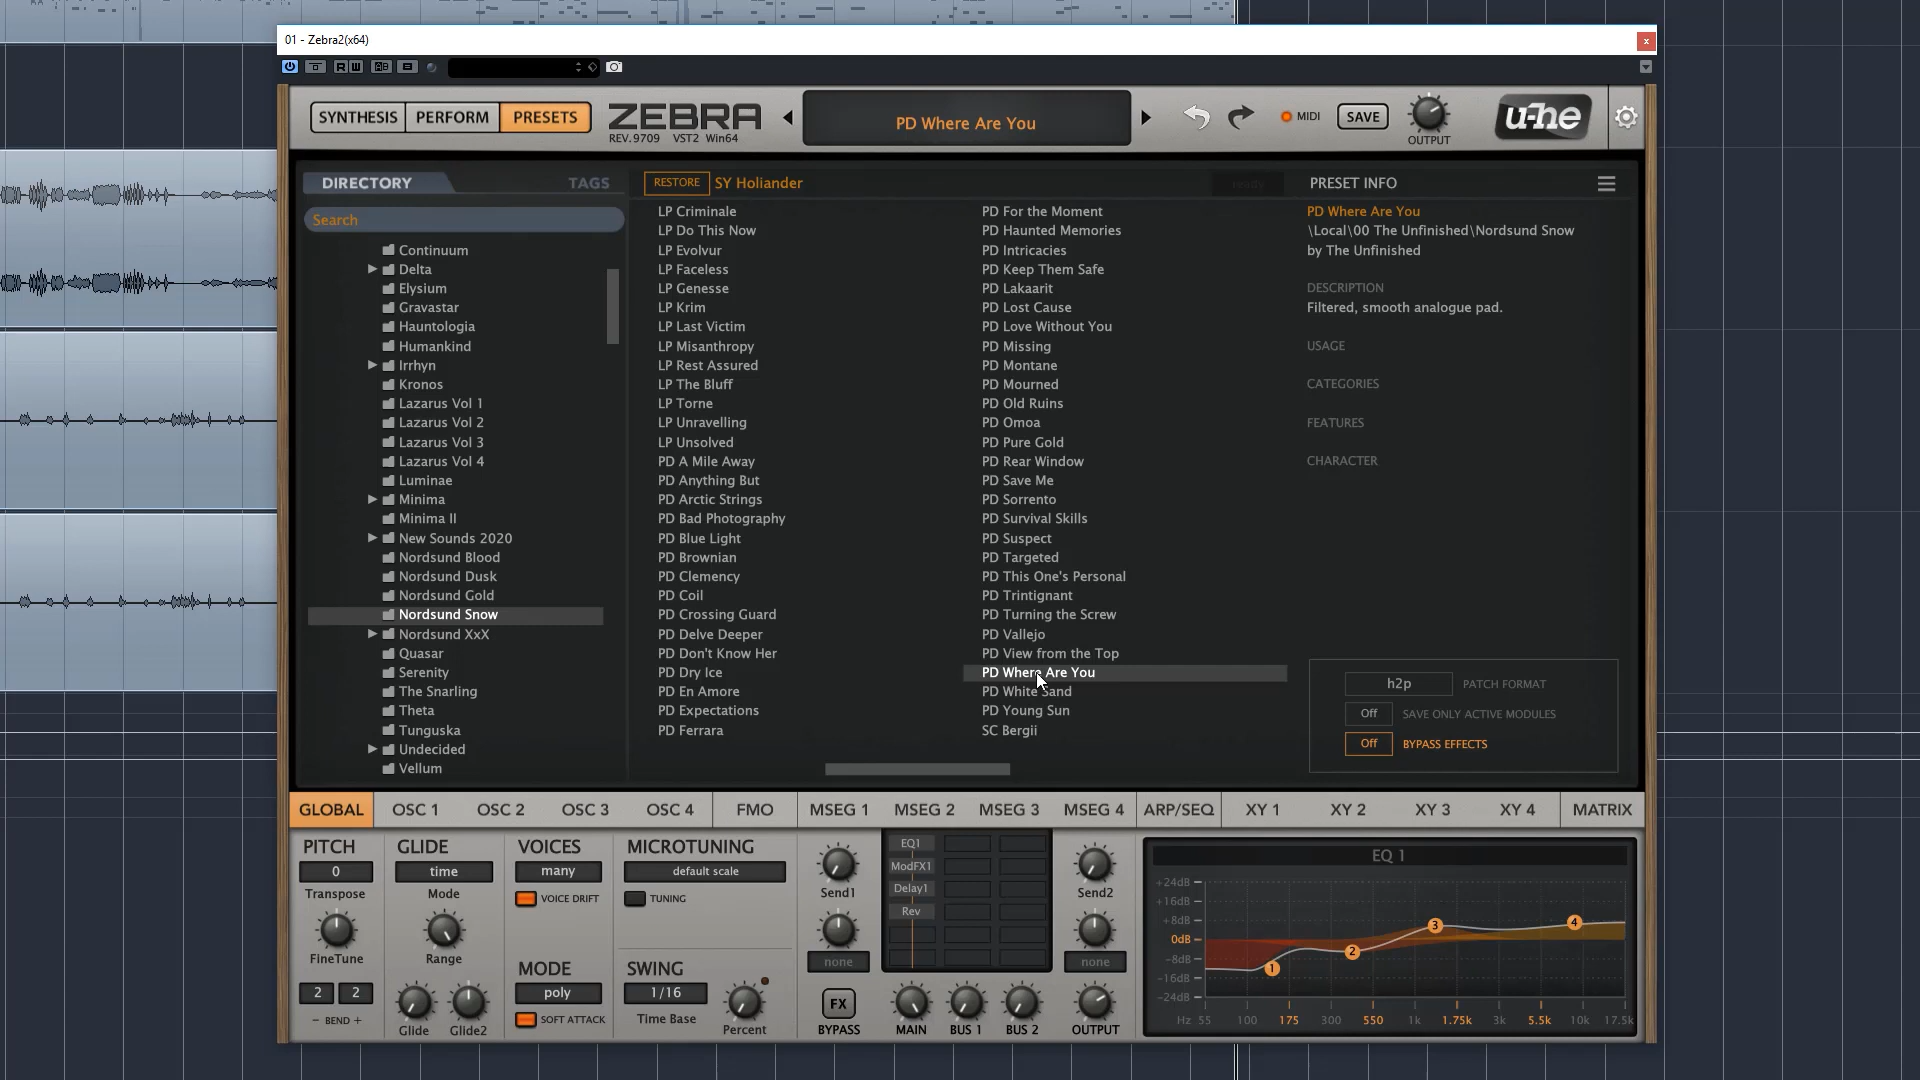 01 - Zebra2(x64)
R W
SYNTHESIS PERFORM PRESETS
ZEBRA
REV.9709 VST2 Win64
PD Where Are You
MIDI
SAVE
OUTPUT
u-he
DIRECTORY
TAGS
Search
Continuum
Delta
Elysium
Gravastar
Hauntologia
Humankind
Irrhyn
Kronos
Lazarus Vol 1
Lazarus Vol 2
Lazarus Vol 3
Lazarus Vol 4
Luminae
Minima
Minima II
New Sounds 2020
Nordsund Blood
Nordsund Dusk
Nordsund Gold
Nordsund Snow
Nordsund XxX
Quasar
Serenity
The Snarling
Theta
Tunguska
Undecided
Vellum
RESTORE SY Holiander
LP Criminale
LP Do This Now
LP Evolvur
LP Faceless
LP Genesse
LP Krim
LP Last Victim
LP Misanthropy
LP Rest Assured
LP The Bluff
LP Torne
LP Unravelling
LP Unsolved
PD A Mile Away
PD Anything But
PD Arctic Strings
PD Bad Photography
PD Blue Light
PD Brownian
PD Clemency
PD Coil
PD Crossing Guard
PD Delve Deeper
PD Don't Know Her
PD Dry Ice
PD En Amore
PD Expectations
PD Ferrara
PD For the Moment
PD Haunted Memories
PD Intricacies
PD Keep Them Safe
PD Lakaarit
PD Lost Cause
PD Love Without You
PD Missing
PD Montane
PD Mourned
PD Old Ruins
PD Omoa
PD Pure Gold
PD Rear Window
PD Save Me
PD Sorrento
PD Survival Skills
PD Suspect
PD Targeted
PD This One's Personal
PD Trintignant
PD Turning the Screw
PD Vallejo
PD View from the Top
PD Where Are You
PD White Sand
PD Young Sun
SC Bergii
PRESET INFO
PD Where Are You
\Local\00 The Unfinished\Nordsund Snow
by The Unfinished
DESCRIPTION
Filtered, smooth analogue pad.
USAGE
CATEGORIES
FEATURES
CHARACTER
h2p PATCH FORMAT
Off SAVE ONLY ACTIVE MODULES
Off BYPASS EFFECTS
GLOBAL OSC 1 OSC 2 OSC 3 OSC 4 FMO MSEG 1 MSEG 2 MSEG 3 MSEG 4 ARP/SEQ XY 1 XY 2 XY 3 XY 4 MATRIX
PITCH
0
Transpose
FineTune
2 2
− BEND +
GLIDE
time
Mode
Range
Glide Glide2
VOICES
many
VOICE DRIFT
MODE
poly
SOFT ATTACK
MICROTUNING
default scale
TUNING
SWING
1/16
Time Base
Percent
Send1
none
FX
BYPASS
EQ1
ModFX1
Delay1
Rev
MAIN BUS 1 BUS 2
Send2
none
OUTPUT
EQ 1
+24dB
+16dB
+8dB
0dB
-8dB
-16dB
-24dB
1 2 3 4
Hz 55 100 175 300 550 1k 1.75k 3k 5.5k 10k 17.5k